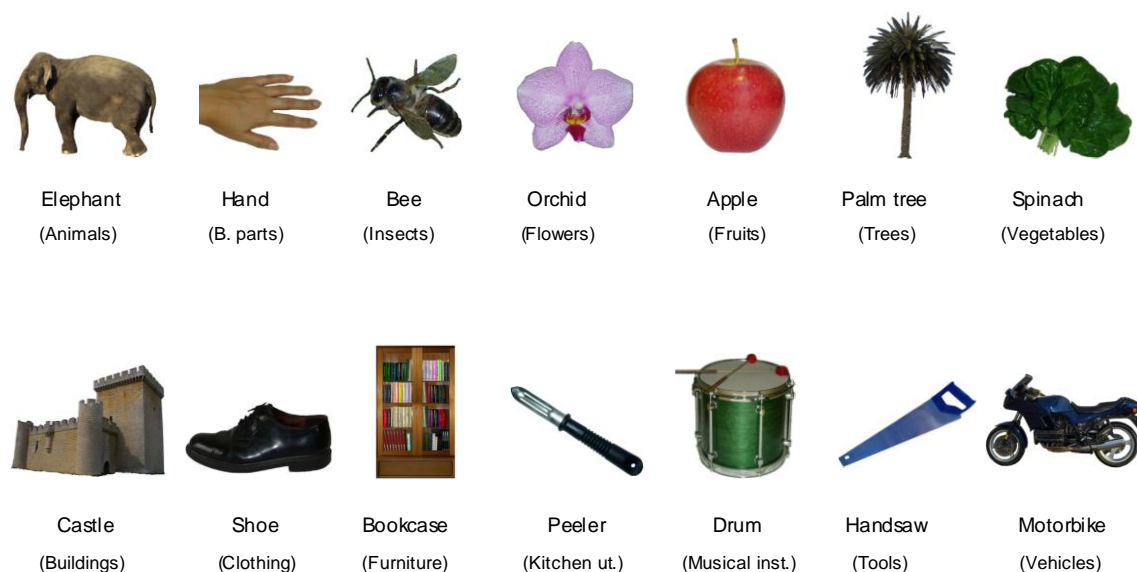 Elephant Hand Bee Orchid Apple Palm tree Spinach
(Animals) (B. parts) (Insects) (Flowers) (Fruits) (Trees) (Vegetables)
Castle Shoe Bookcase Peeler Drum Handsaw Motorbike
(Buildings) (Clothing) (Furniture) (Kitchen ut.) (Musical inst.) (Tools) (Vehicles)